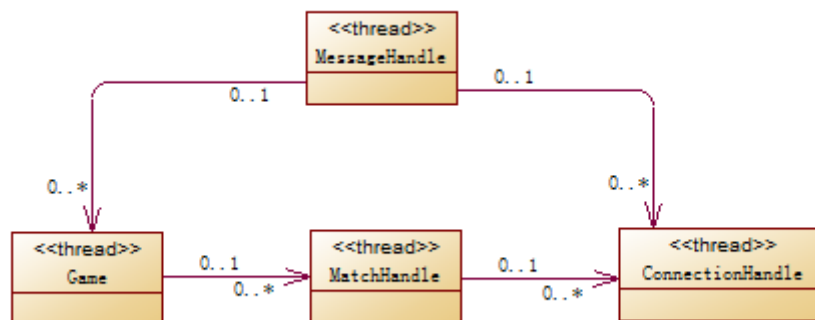 <<thread>>
MessageHandle
0..1
0..1
0..*
0..*
<<thread>>
Game
0..1
0..*
<<thread>>
MatchHandle
0..1
0..*
<<thread>>
ConnectionHandle